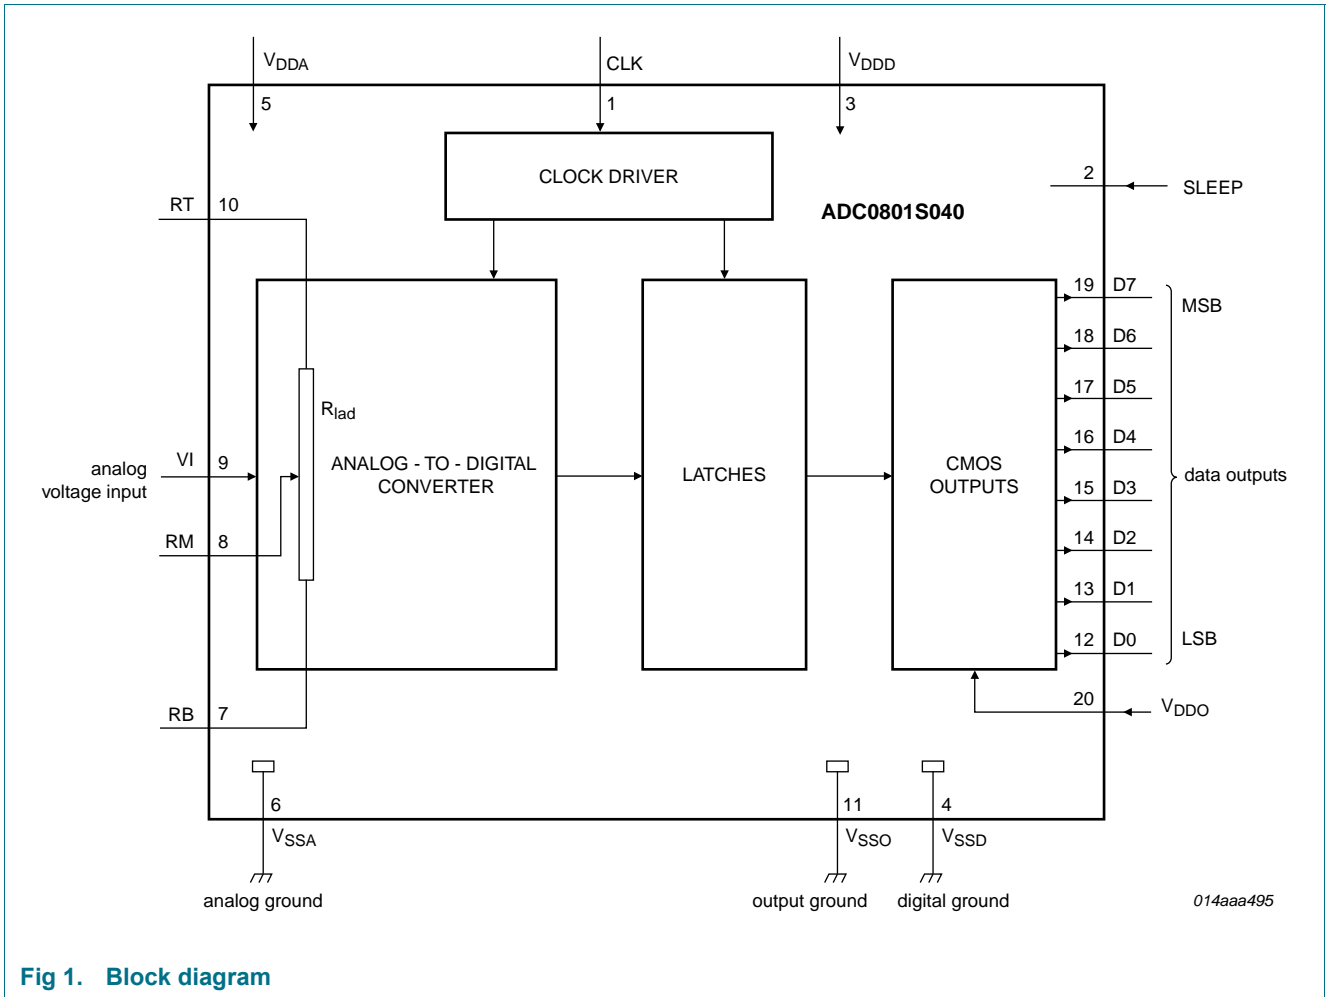 VDDA
CLK
VDDD
5
1
3
CLOCK DRIVER
2
SLEEP
ADC0801S040
RT
10
19
D7
MSB
18
D6
17
D5
Rlad
16
D4
analog
voltage input
VI
9
ANALOG - TO - DIGITAL
CONVERTER
LATCHES
CMOS
OUTPUTS
data outputs
15
D3
RM
8
14
D2
13
D1
12
D0
LSB
RB
7
20
VDDO
6
11
4
VSSA
VSSO
VSSD
analog ground
output ground
digital ground
014aaa495
Fig 1. Block diagram